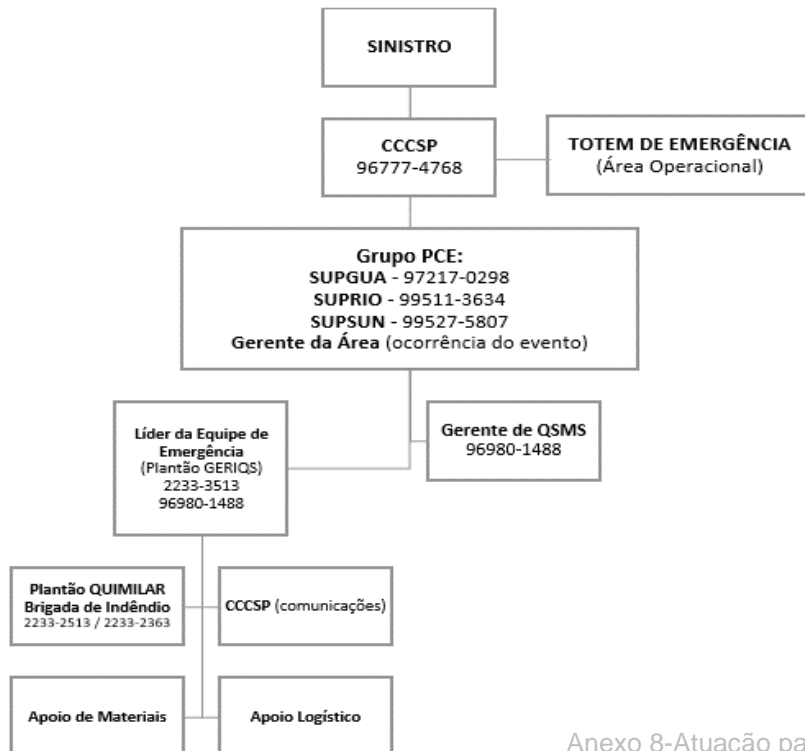 SINISTRO
CCCSP
96777-4768
TOTEM DE EMERGÊNCIA
(Área Operacional)
Grupo PCE:
SUPGUA - 97217-0298
SUPRIO - 99511-3634
SUPSUN - 99527-5807
Gerente da Área (ocorrência do evento)
Líder da Equipe de
Emergência
(Plantão GERIQS)
2233-3513
96980-1488
Gerente de QSMS
96980-1488
Plantão QUIMILAR
Brigada de Indêndio
2233-2513 / 2233-2363
CCCSP (comunicações)
Apoio de Materiais
Apoio Logístico
Anexo 8-Atuação pa